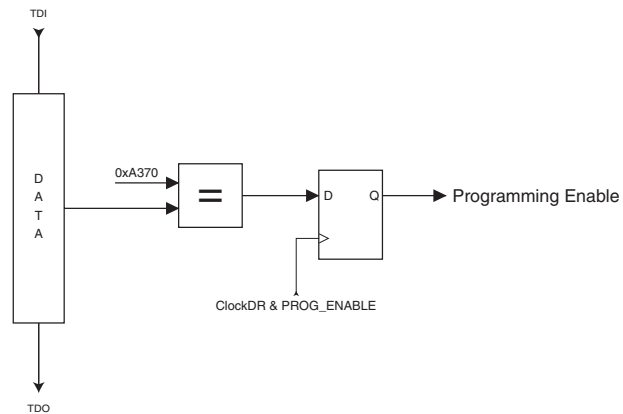 TDI
D
A
T
A
0xA370
=
D Q
Programming Enable
ClockDR & PROG_ENABLE
TDO